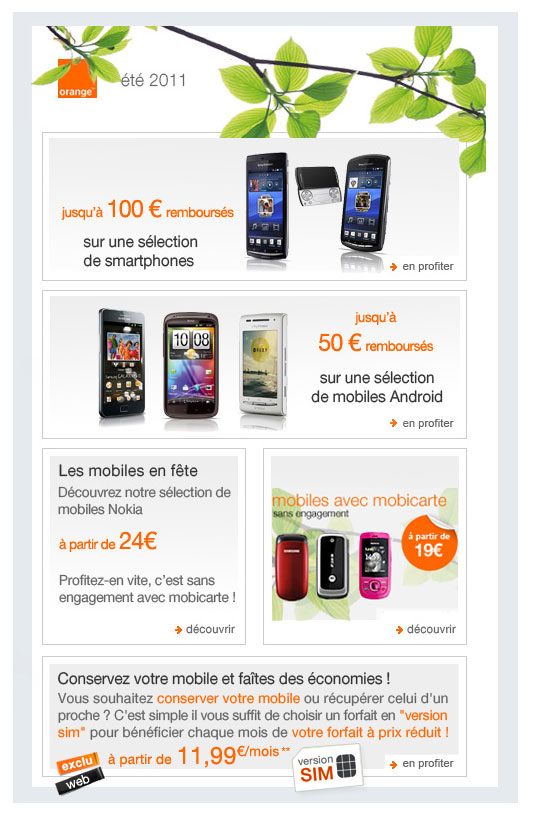 orange™
été 2011
jusqu'à 100 € remboursés
sur une sélection
de smartphones
en profiter
jusqu'à
50 € remboursés
sur une sélection
de mobiles Android
en profiter
Les mobiles en fête
Découvrez notre sélection de
mobiles Nokia
à partir de 24€
Profitez-en vite, c'est sans
engagement avec mobicarte !
découvrir
mobiles avec mobicarte
sans engagement
à partir de
19€
SAMSUNG
découvrir
Conservez votre mobile et faîtes des économies !
Vous souhaitez conserver votre mobile ou récupérer celui d'un
proche ? C'est simple il vous suffit de choisir un forfait en "version
sim" pour bénéficier chaque mois de votre forfait à prix réduit !
exclu
web
à partir de 11,99€/mois**
version
SIM
en profiter